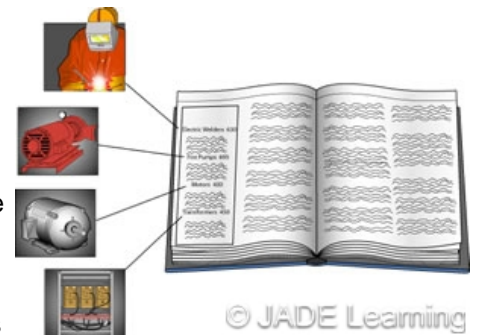 Electric Welders 630
Fire Pumps 695
Motors 430
Transformers 450
© JADE Learning